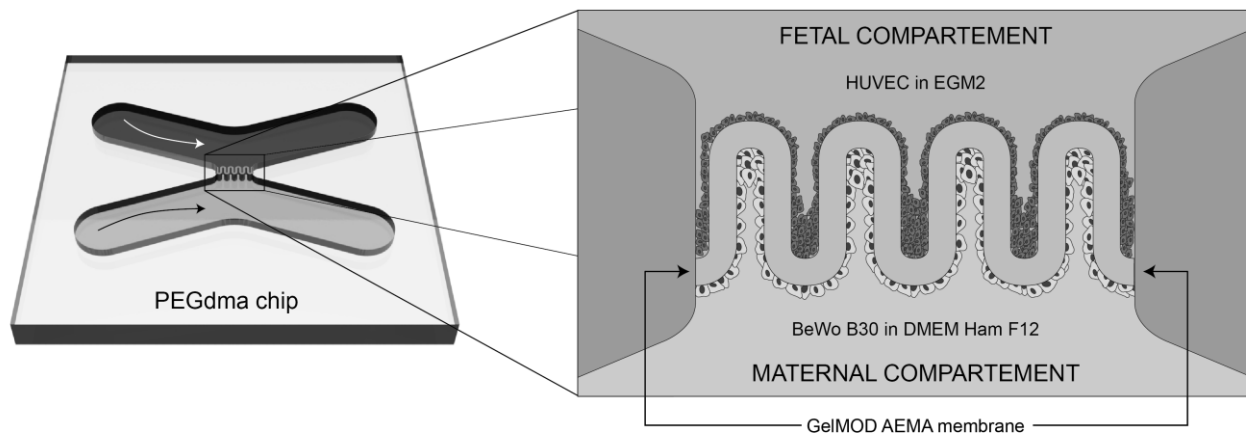 FETAL COMPARTEMENT
HUVEC in EGM2
PEGdma chip
BeWo B30 in DMEM Ham F12
MATERNAL COMPARTEMENT
GelMOD AEMA membrane